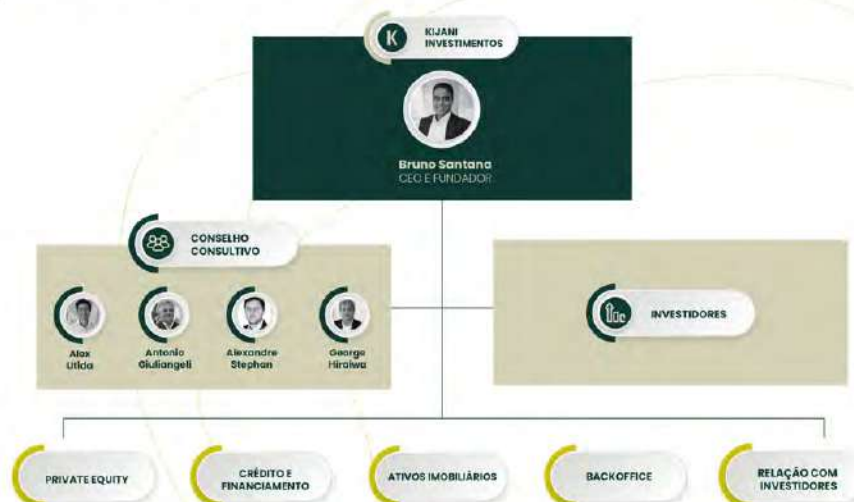 K
KIJANI
INVESTIMENTOS
Bruno Santana
CEO E FUNDADOR
CONSELHO
CONSULTIVO
Alex
Utida
Antonio
Giuliangeli
Alexandre
Stephan
George
Hiraiwa
INVESTIDORES
PRIVATE EQUITY
CRÉDITO E
FINANCIAMENTO
ATIVOS IMOBILIÁRIOS
BACKOFFICE
RELAÇÃO COM
INVESTIDORES